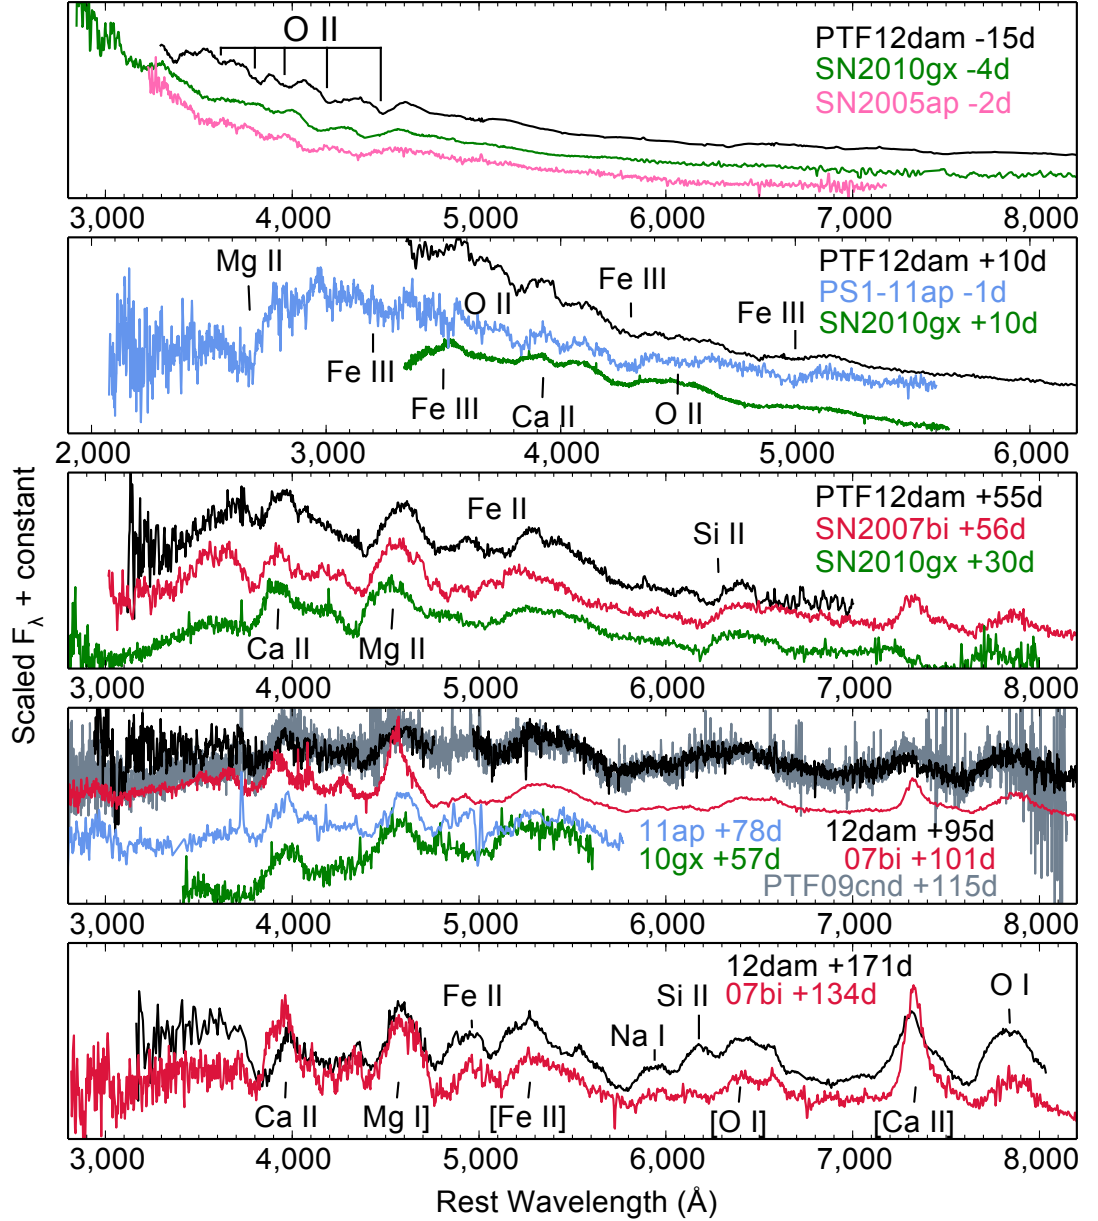 O II
PTF12dam -15d
SN2010gx -4d
SN2005ap -2d
3,000 4,000 5,000 6,000 7,000 8,000
Mg II
Fe III
O II
Fe III
PTF12dam +10d
PS1-11ap -1d
SN2010gx +10d
Fe III
Fe III
Ca II
O II
2,000 3,000 4,000 5,000 6,000
Fe II
Si II
PTF12dam +55d
SN2007bi +56d
SN2010gx +30d
Ca II
Mg II
3,000 4,000 5,000 6,000 7,000 8,000
11ap +78d
10gx +57d
12dam +95d
07bi +101d
PTF09cnd +115d
3,000 4,000 5,000 6,000 7,000 8,000
12dam +171d
07bi +134d
Fe II
Na I
Si II
O I
Ca II
Mg I]
[Fe II]
[O I]
[Ca II]
3,000 4,000 5,000 6,000 7,000 8,000
Rest Wavelength (Å)
Scaled Fλ + constant